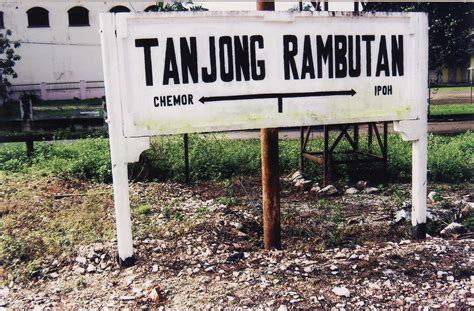 TANJONG RAMBUTAN
CHEMOR IPOH